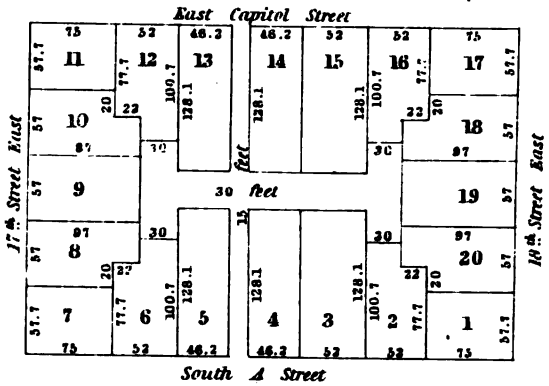 East Capitol Street
75 52 46.2 46.2 52 52 75
57.7 11 77.7 12 13 14 15 16 77.7 17 57.7
100.7 128.1 128.1 128.1 100.7
20 22 22 20
57 10 18 57
97 30 feet 30 97
17th Street East
57 9 30 feet 19 57
18th Street East
97 30 15 30 97
57 8 20 57
20 22 22 20
128.1 128.1 128.1
57.7 7 77.7 6 100.7 5 4 3 100.7 2 77.7 1 57.7
75 52 46.2 46.2 52 52 75
South A Street